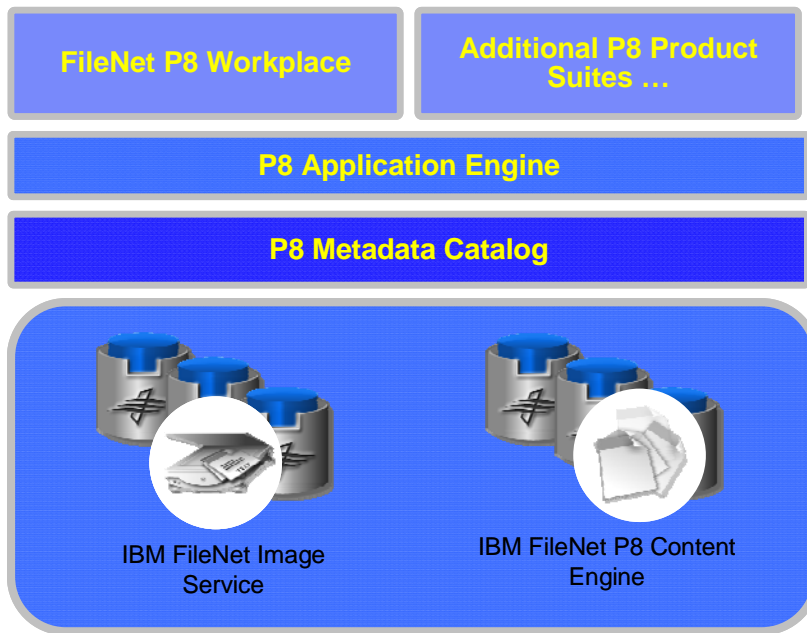 FileNet P8 Workplace
Additional P8 Product
Suites …
P8 Application Engine
P8 Metadata Catalog
IBM FileNet Image
Service
IBM FileNet P8 Content
Engine